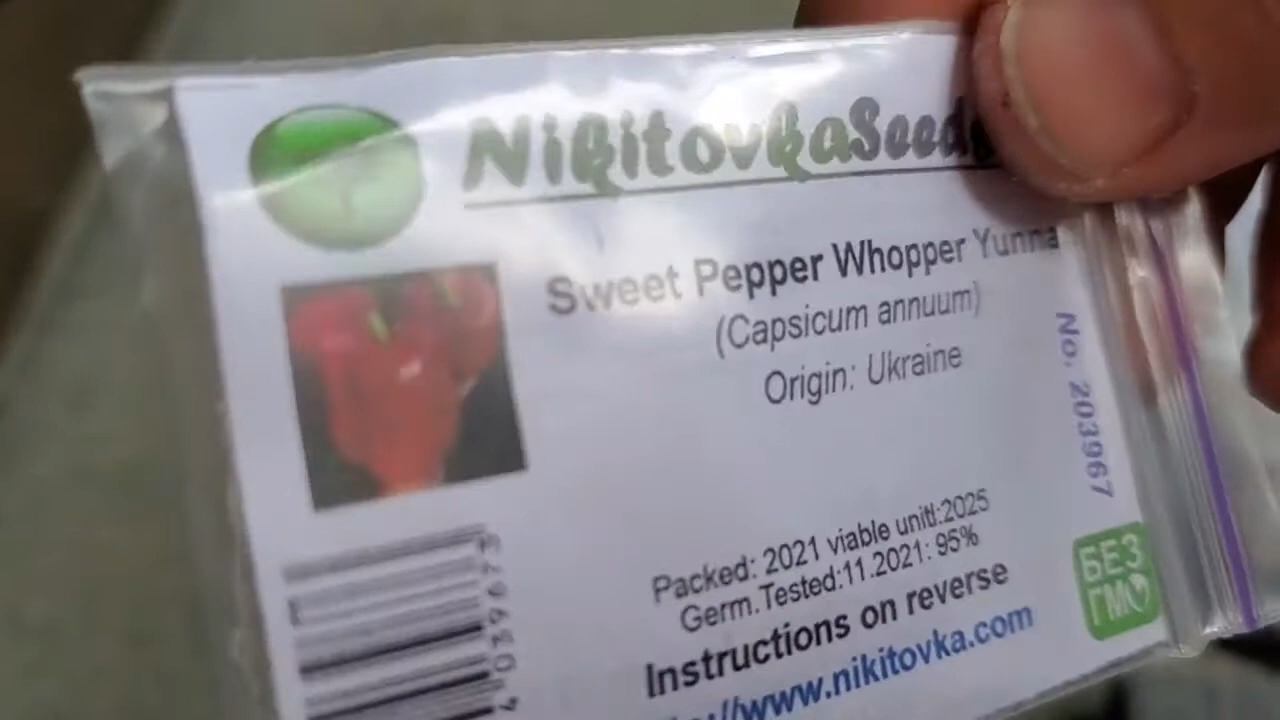 NikitovkaSeed
Sweet Pepper Whopper Yunna
(Capsicum annuum)
Origin: Ukraine
No. 203967
Packed: 2021 viable unitl:2025
Germ.Tested:11.2021: 95%
БЕЗ
ГМО
Instructions on reverse
://www.nikitovka.com